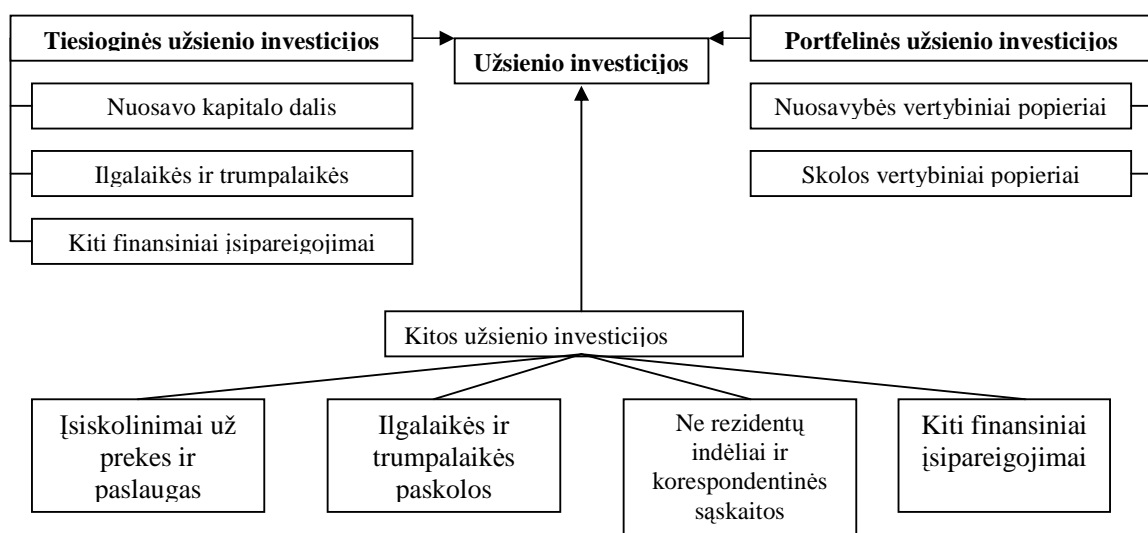 Tiesioginės užsienio investicijos
Užsienio investicijos
Portfelinės užsienio investicijos
Nuosavo kapitalo dalis
Nuosavybės vertybiniai popieriai
Ilgalaikės ir trumpalaikės
Skolos vertybiniai popieriai
Kiti finansiniai įsipareigojimai
Kitos užsienio investicijos
Įsiskolinimai už
prekes ir
paslaugas
Ilgalaikės ir
trumpalaikės
paskolos
Ne rezidentų
indėliai ir
korespondentinės
sąskaitos
Kiti finansiniai
įsipareigojimai